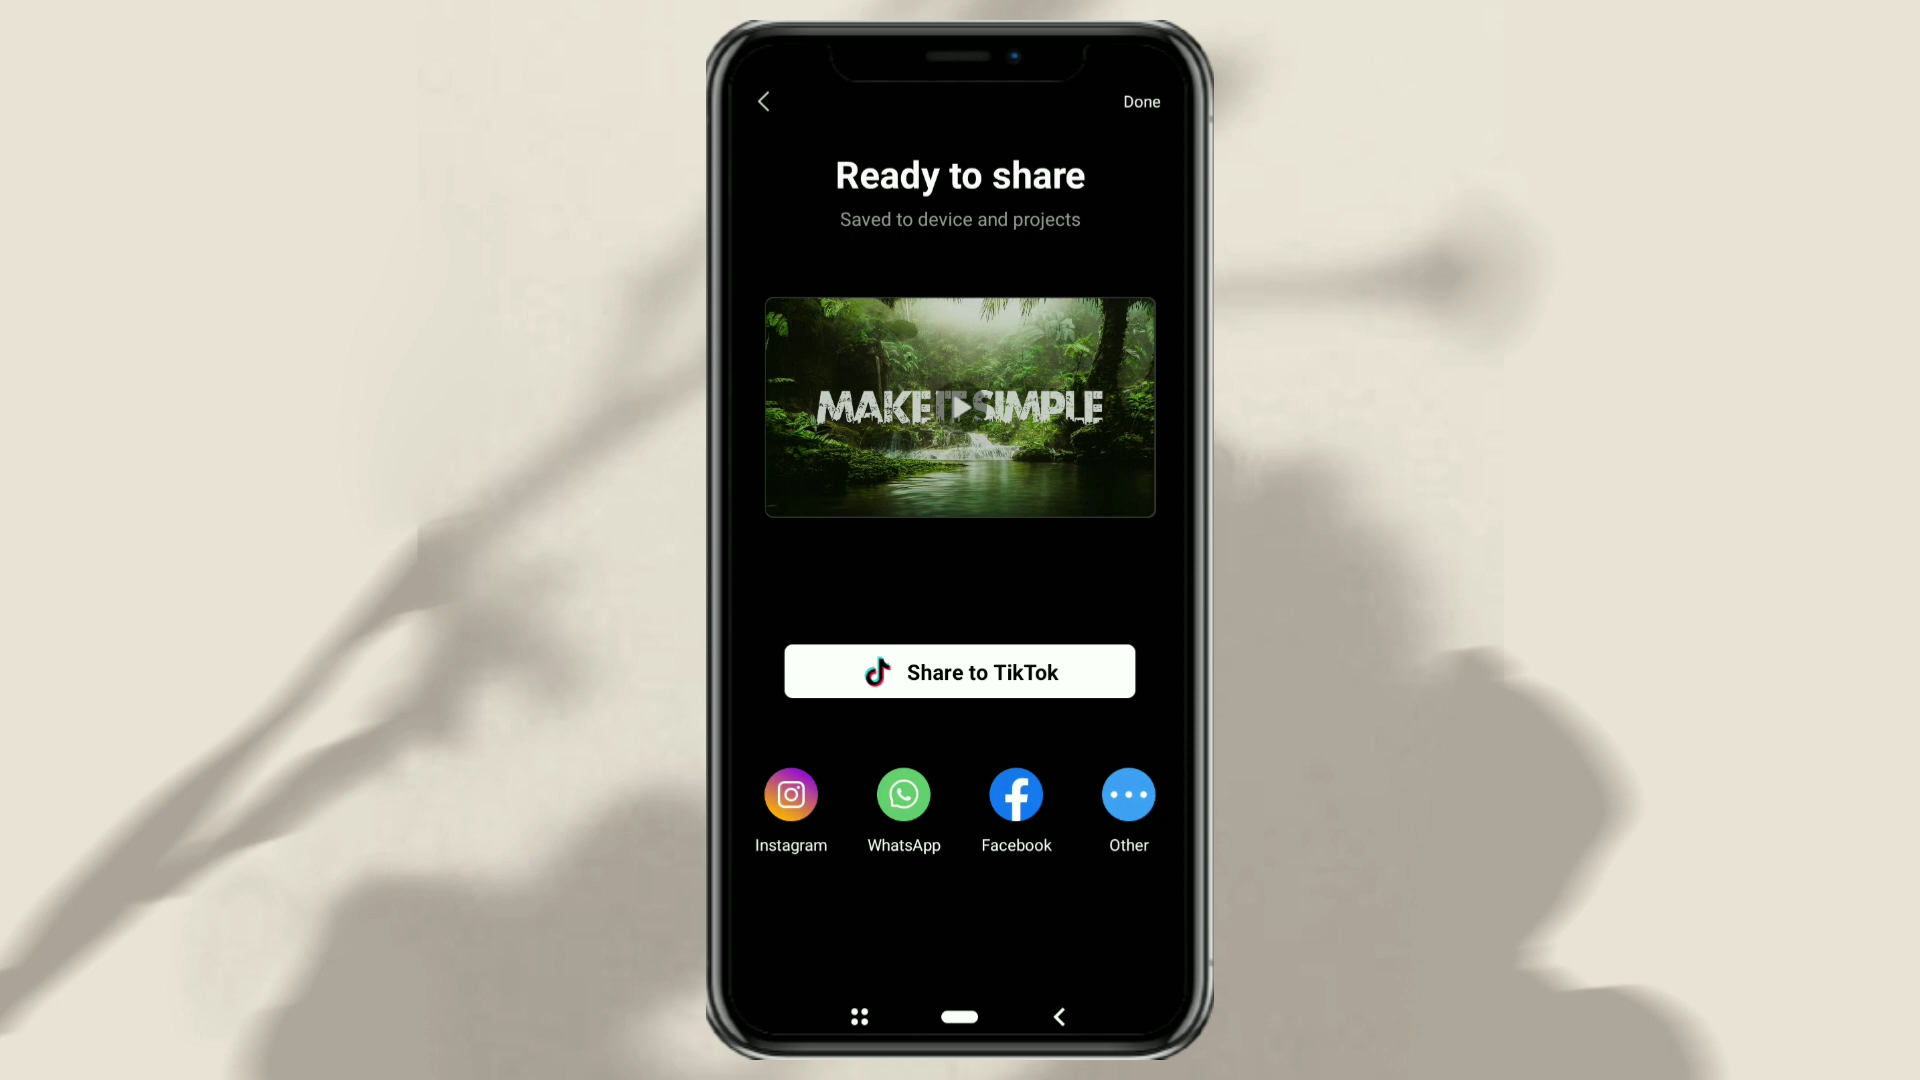 Done
Ready to share
Saved to device and projects
MAKE IT SIMPLE
Share to TikTok
Instagram WhatsApp Facebook Other